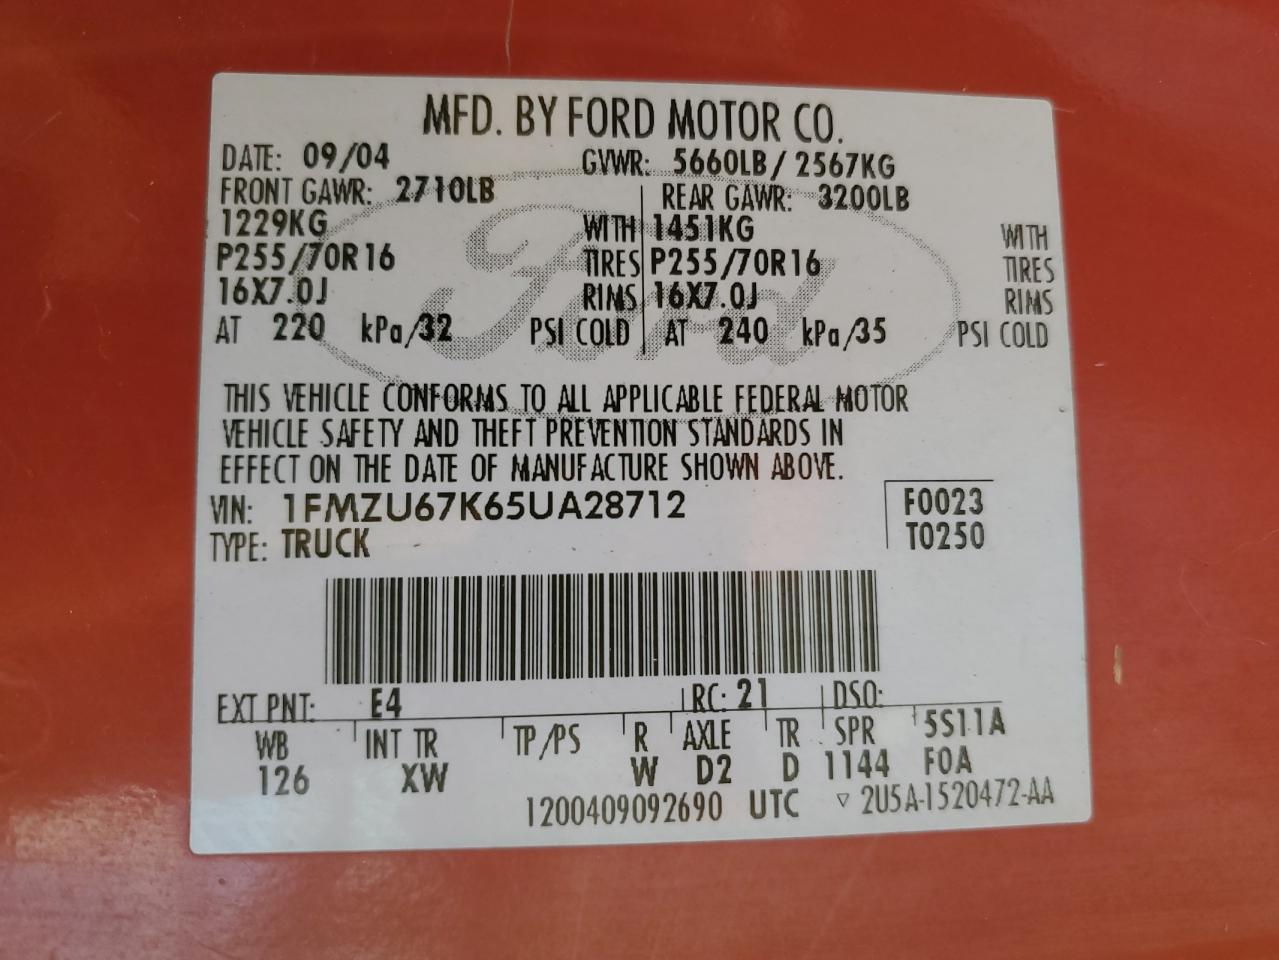 MFD. BY FORD MOTOR CO.
DATE: 09/04 GVWR: 5660LB/ 2567KG
FRONT GAWR: 2710LB REAR GAWR: 3200LB
1229KG WITH 1451KG WITH
P255/70R16 TIRES P255/70R16 TIRES
16X7.0J RIMS 16X7.0J RIMS
AT 220 kPa/32 PSI COLD AT 240 kPa/35 PSI COLD
Ford
THIS VEHICLE CONFORMS TO ALL APPLICABLE FEDERAL MOTOR
VEHICLE SAFETY AND THEFT PREVENTION STANDARDS IN
EFFECT ON THE DATE OF MANUFACTURE SHOWN ABOVE.
VIN: 1FMZU67K65UA28712 F0023
TYPE: TRUCK T0250
EXT PNT: E4 RC: 21 DSO:
WB INT TR TP/PS R AXLE TR SPR 5S11A
126 XW W D2 D 1144 F0A
1200409092690 UTC ▽ 2U5A-1520472-AA